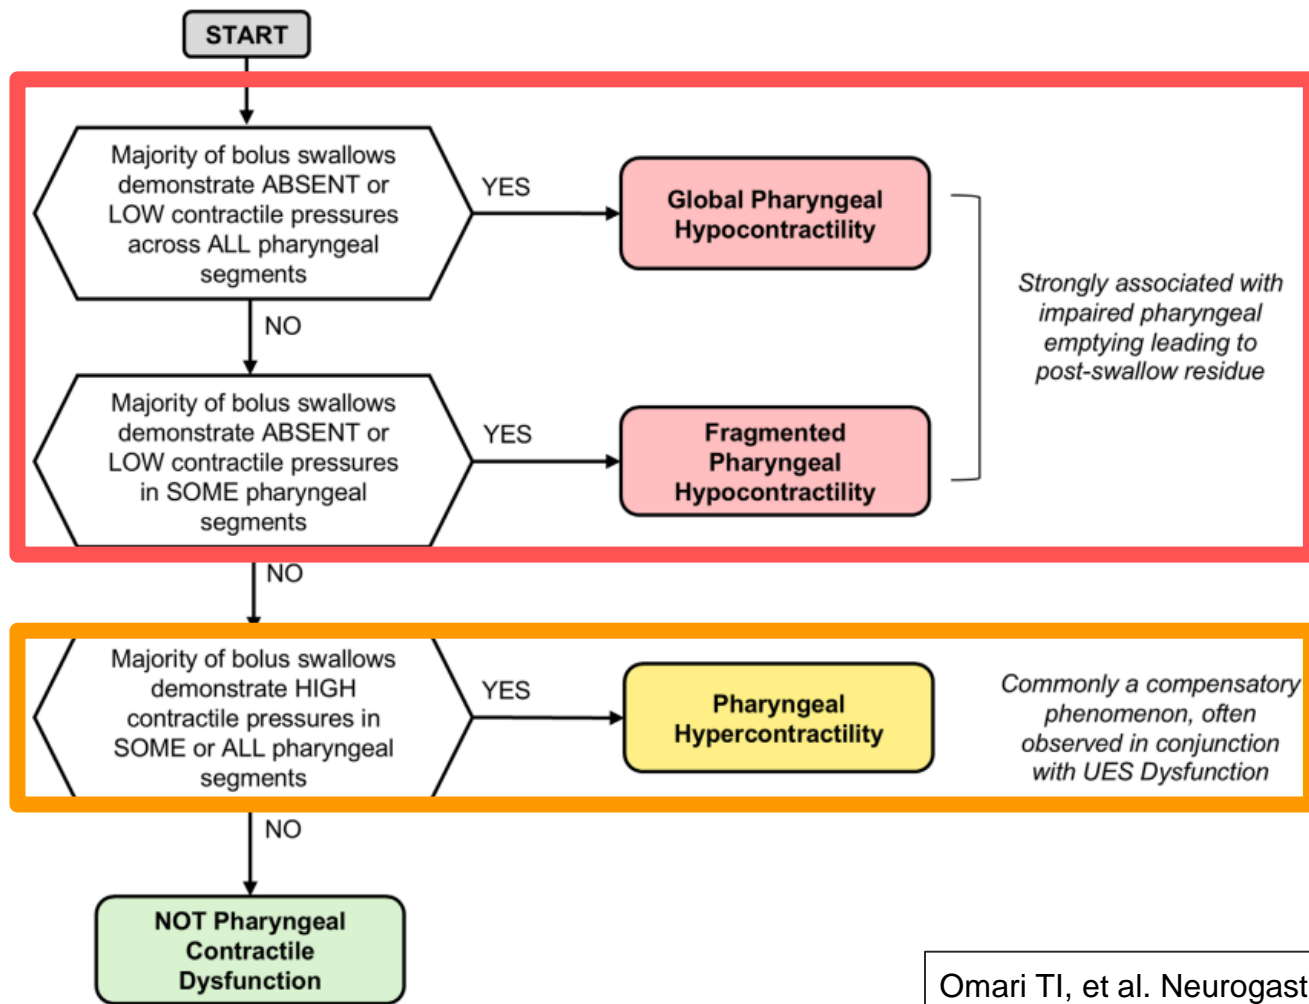 START
Majority of bolus swallows
demonstrate ABSENT or
LOW contractile pressures
across ALL pharyngeal
segments
YES
Global Pharyngeal
Hypocontractility
NO
Majority of bolus swallows
demonstrate ABSENT or
LOW contractile pressures
in SOME pharyngeal
segments
YES
Fragmented
Pharyngeal
Hypocontractility
Strongly associated with
impaired pharyngeal
emptying leading to
post-swallow residue
NO
Majority of bolus swallows
demonstrate HIGH
contractile pressures in
SOME or ALL pharyngeal
segments
YES
Pharyngeal
Hypercontractility
Commonly a compensatory
phenomenon, often
observed in conjunction
with UES Dysfunction
NO
NOT Pharyngeal
Contractile
Dysfunction
Omari TI, et al. Neurogast